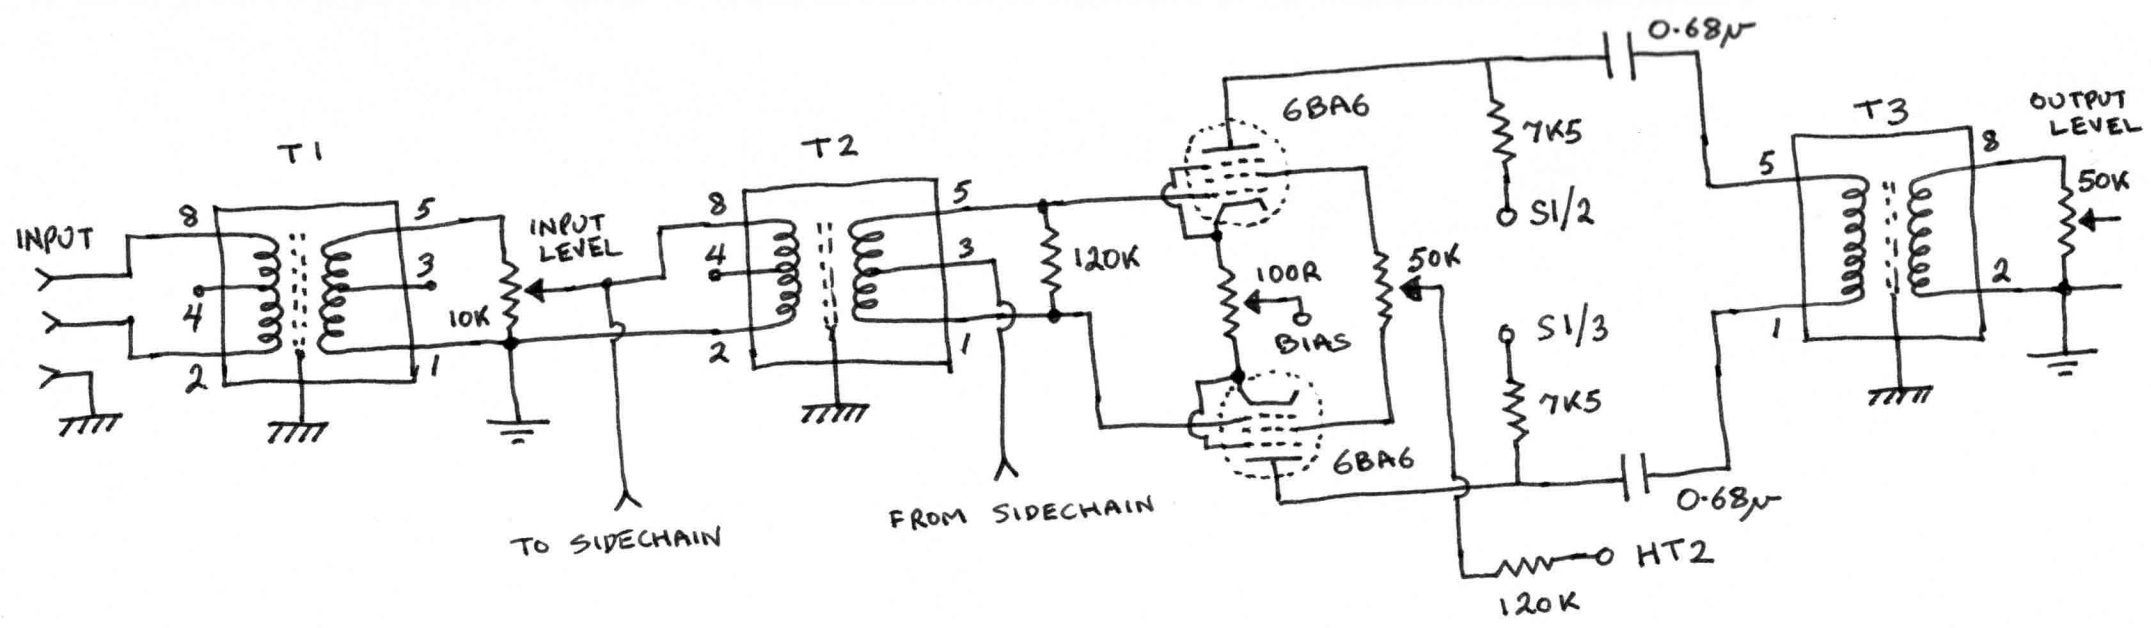 INPUT
T1
8
4
2
5
3
1
10K
INPUT
LEVEL
TO SIDECHAIN
T2
8
4
2
5
3
1
120K
FROM SIDECHAIN
6BA6
100R
BIAS
50K
6BA6
0.68μ
7K5
S1/2
S1/3
7K5
0.68μ
HT2
120K
T3
5
1
8
2
OUTPUT
LEVEL
50K